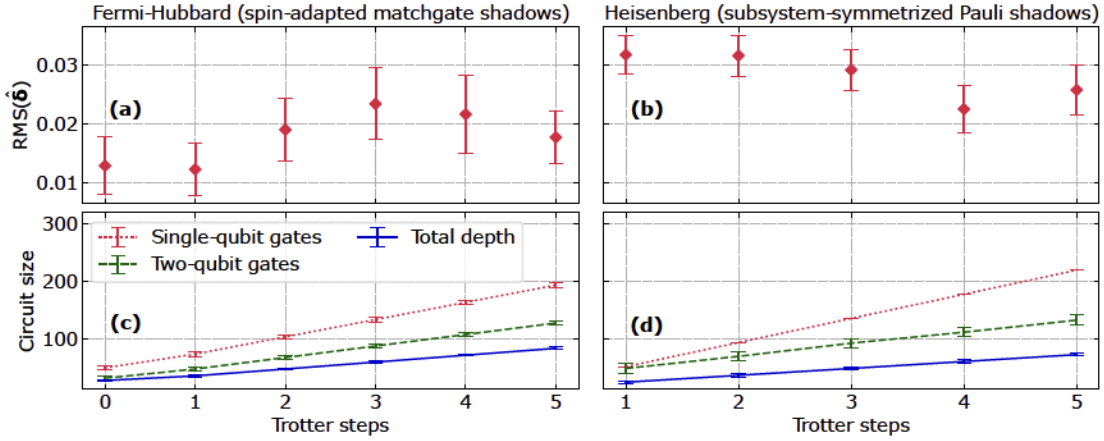 Fermi-Hubbard (spin-adapted matchgate shadows)
Heisenberg (subsystem-symmetrized Pauli shadows)
RMS(δ̂)
0.03
0.02
0.01
(a)
(b)
Circuit size
300
200
100
Single-qubit gates
Two-qubit gates
Total depth
(c)
(d)
0 1 2 3 4 5
1 2 3 4 5
Trotter steps
Trotter steps